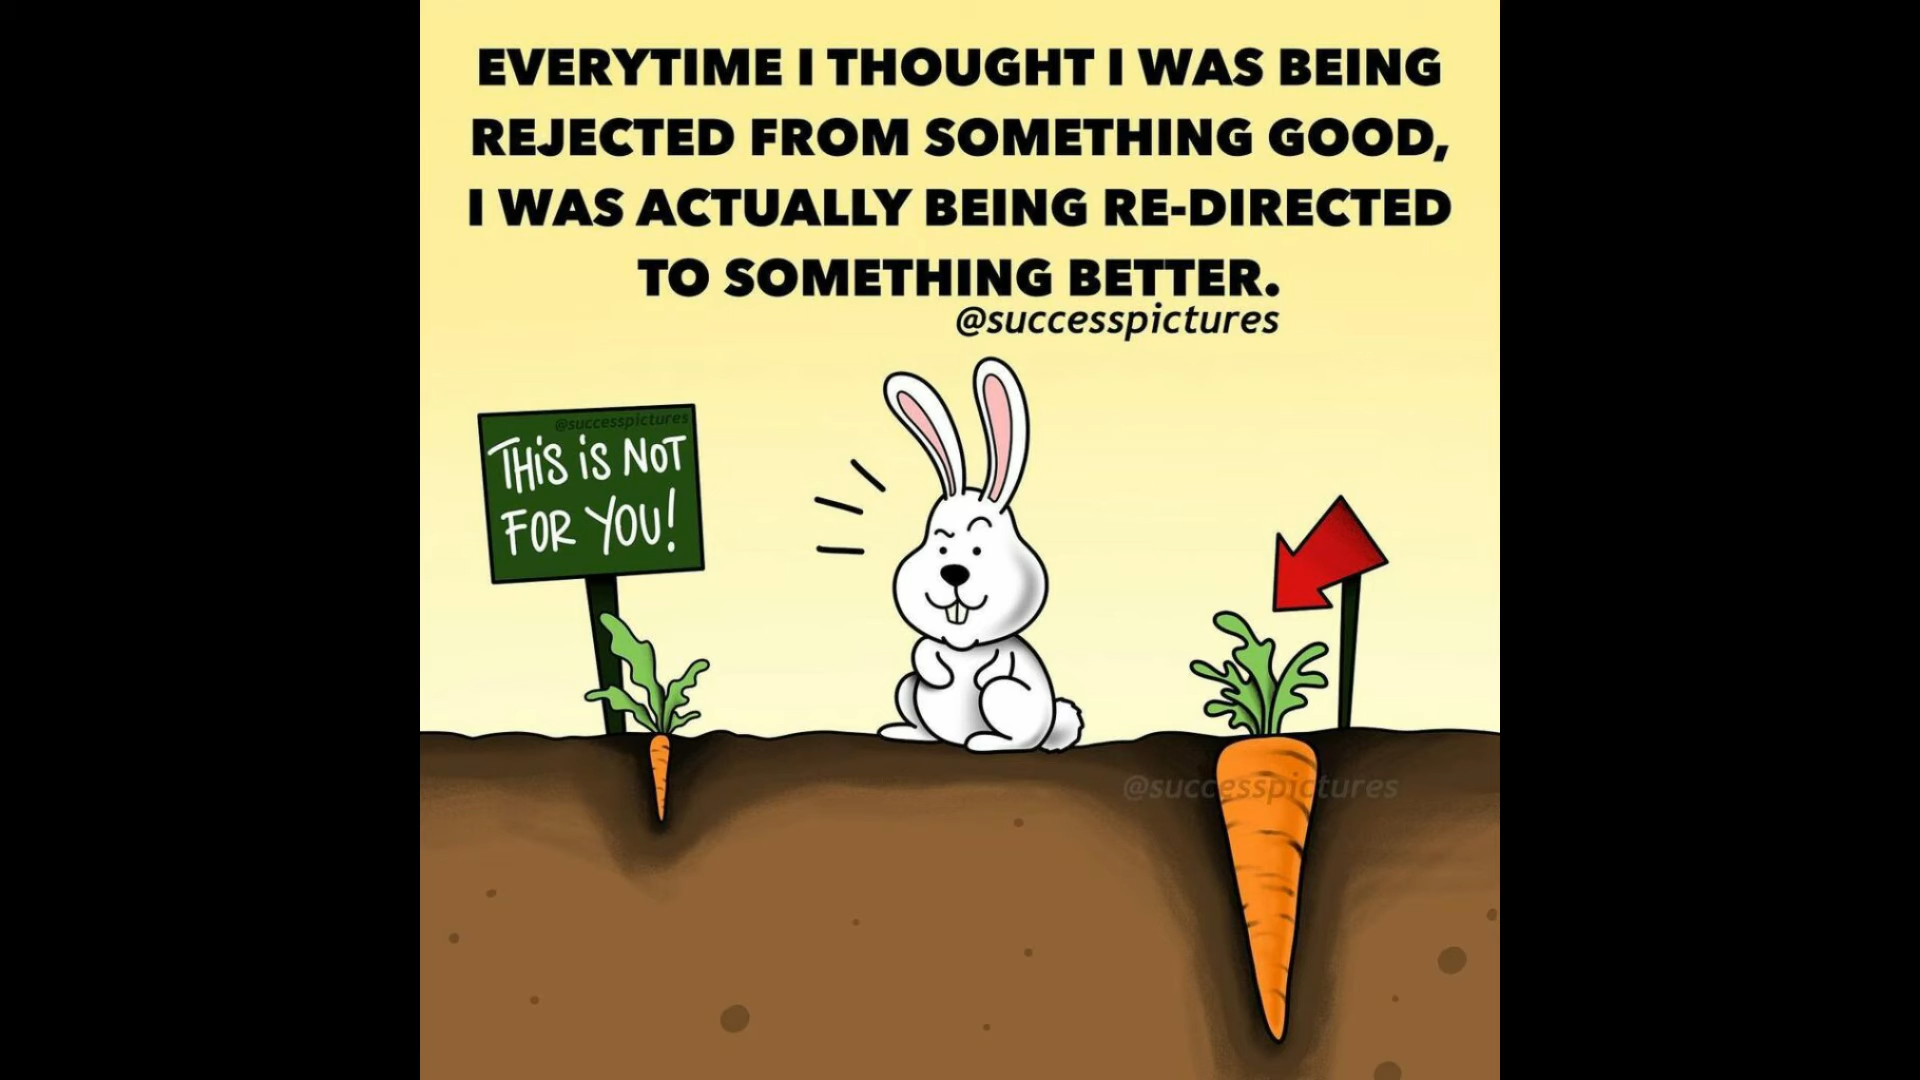 EVERYTIME I THOUGHT I WAS BEING
REJECTED FROM SOMETHING GOOD,
I WAS ACTUALLY BEING RE-DIRECTED
TO SOMETHING BETTER.
@successpictures
@successpictures
THiS iS NOT
FOR YOU!
@successpictures